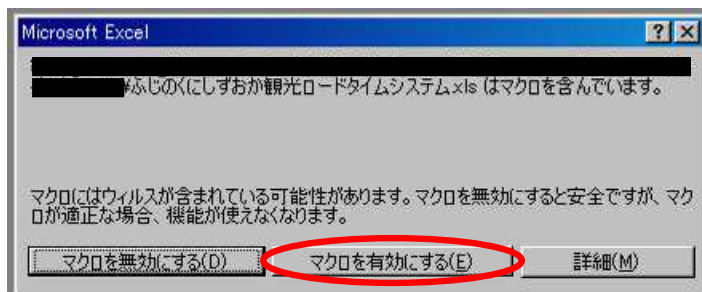 Microsoft Excel
¥ふじのくにしずおか観光ロードタイムシステム.xls はマクロを含んでいます。
マクロにはウィルスが含まれている可能性があります。マクロを無効にすると安全ですが、マク
ロが適正な場合、機能が使えなくなります。
マクロを無効にする(D) マクロを有効にする(E) 詳細(M)